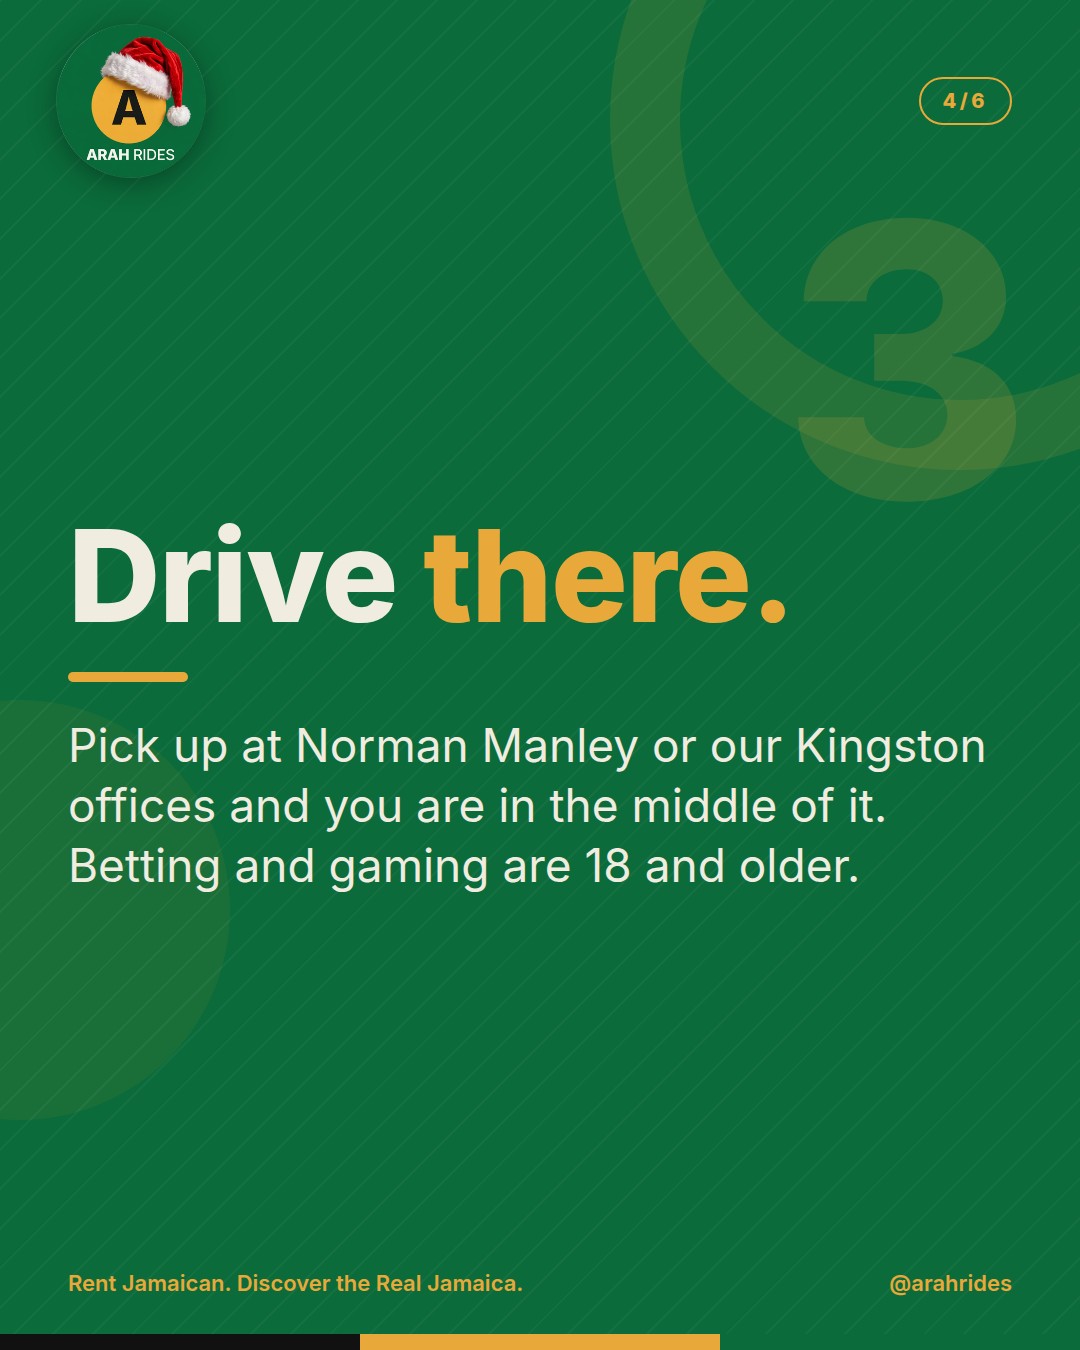 A
ARAH RIDES
4/6
3
Drive there.
Pick up at Norman Manley or our Kingston
offices and you are in the middle of it.
Betting and gaming are 18 and older.
Rent Jamaican. Discover the Real Jamaica.
@arahrides